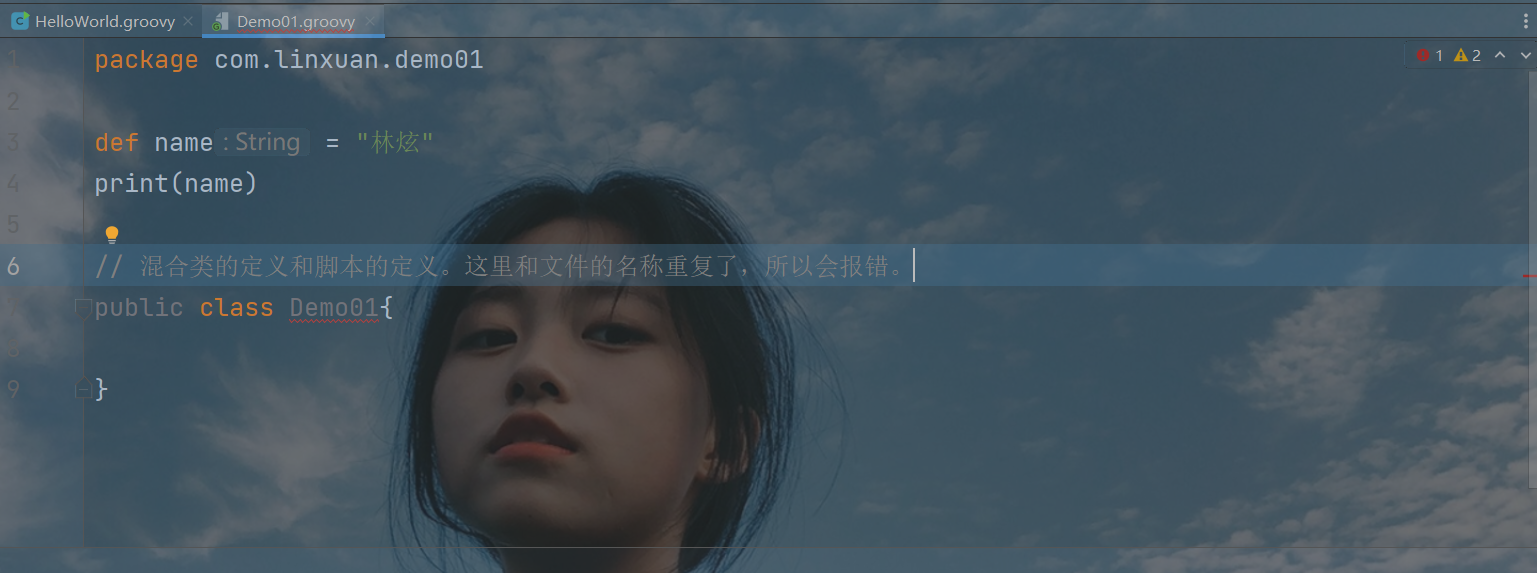 HelloWorld.groovy Demo01.groovy
1 package com.linxuan.demo01 1 2
2
3 def name : String = "林炫"
4 print(name)
5
6 // 混合类的定义和脚本的定义。这里和文件的名称重复了，所以会报错。
7 public class Demo01{
8
9 }